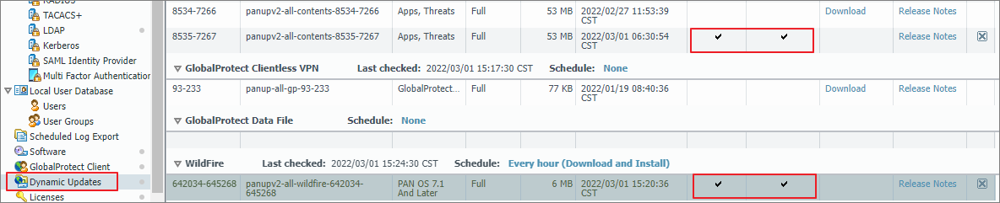 RADIUS
TACACS+
LDAP
Kerberos
SAML Identity Provider
Multi Factor Authentication
Local User Database
Users
User Groups
Scheduled Log Export
Software
GlobalProtect Client
Dynamic Updates
Licenses
8534-7266 panupv2-all-contents-8534-7266 Apps, Threats Full 53 MB 2022/02/27 11:53:39 Download Release Notes
CST
8535-7267 panupv2-all-contents-8535-7267 Apps, Threats Full 53 MB 2022/03/01 06:30:54 ✔ ✔ Release Notes
CST
GlobalProtect Clientless VPN Last checked: 2022/03/01 15:17:30 CST Schedule: None
93-233 panup-all-gp-93-233 GlobalProtect... Full 77 KB 2022/01/19 08:40:36 Download Release Notes
CST
GlobalProtect Data File Schedule: None
WildFire Last checked: 2022/03/01 15:24:30 CST Schedule: Every hour (Download and Install)
642034-645268 panupv2-all-wildfire-642034- PAN OS 7.1 Full 6 MB 2022/03/01 15:20:36 ✔ ✔ Release Notes
645268 And Later CST